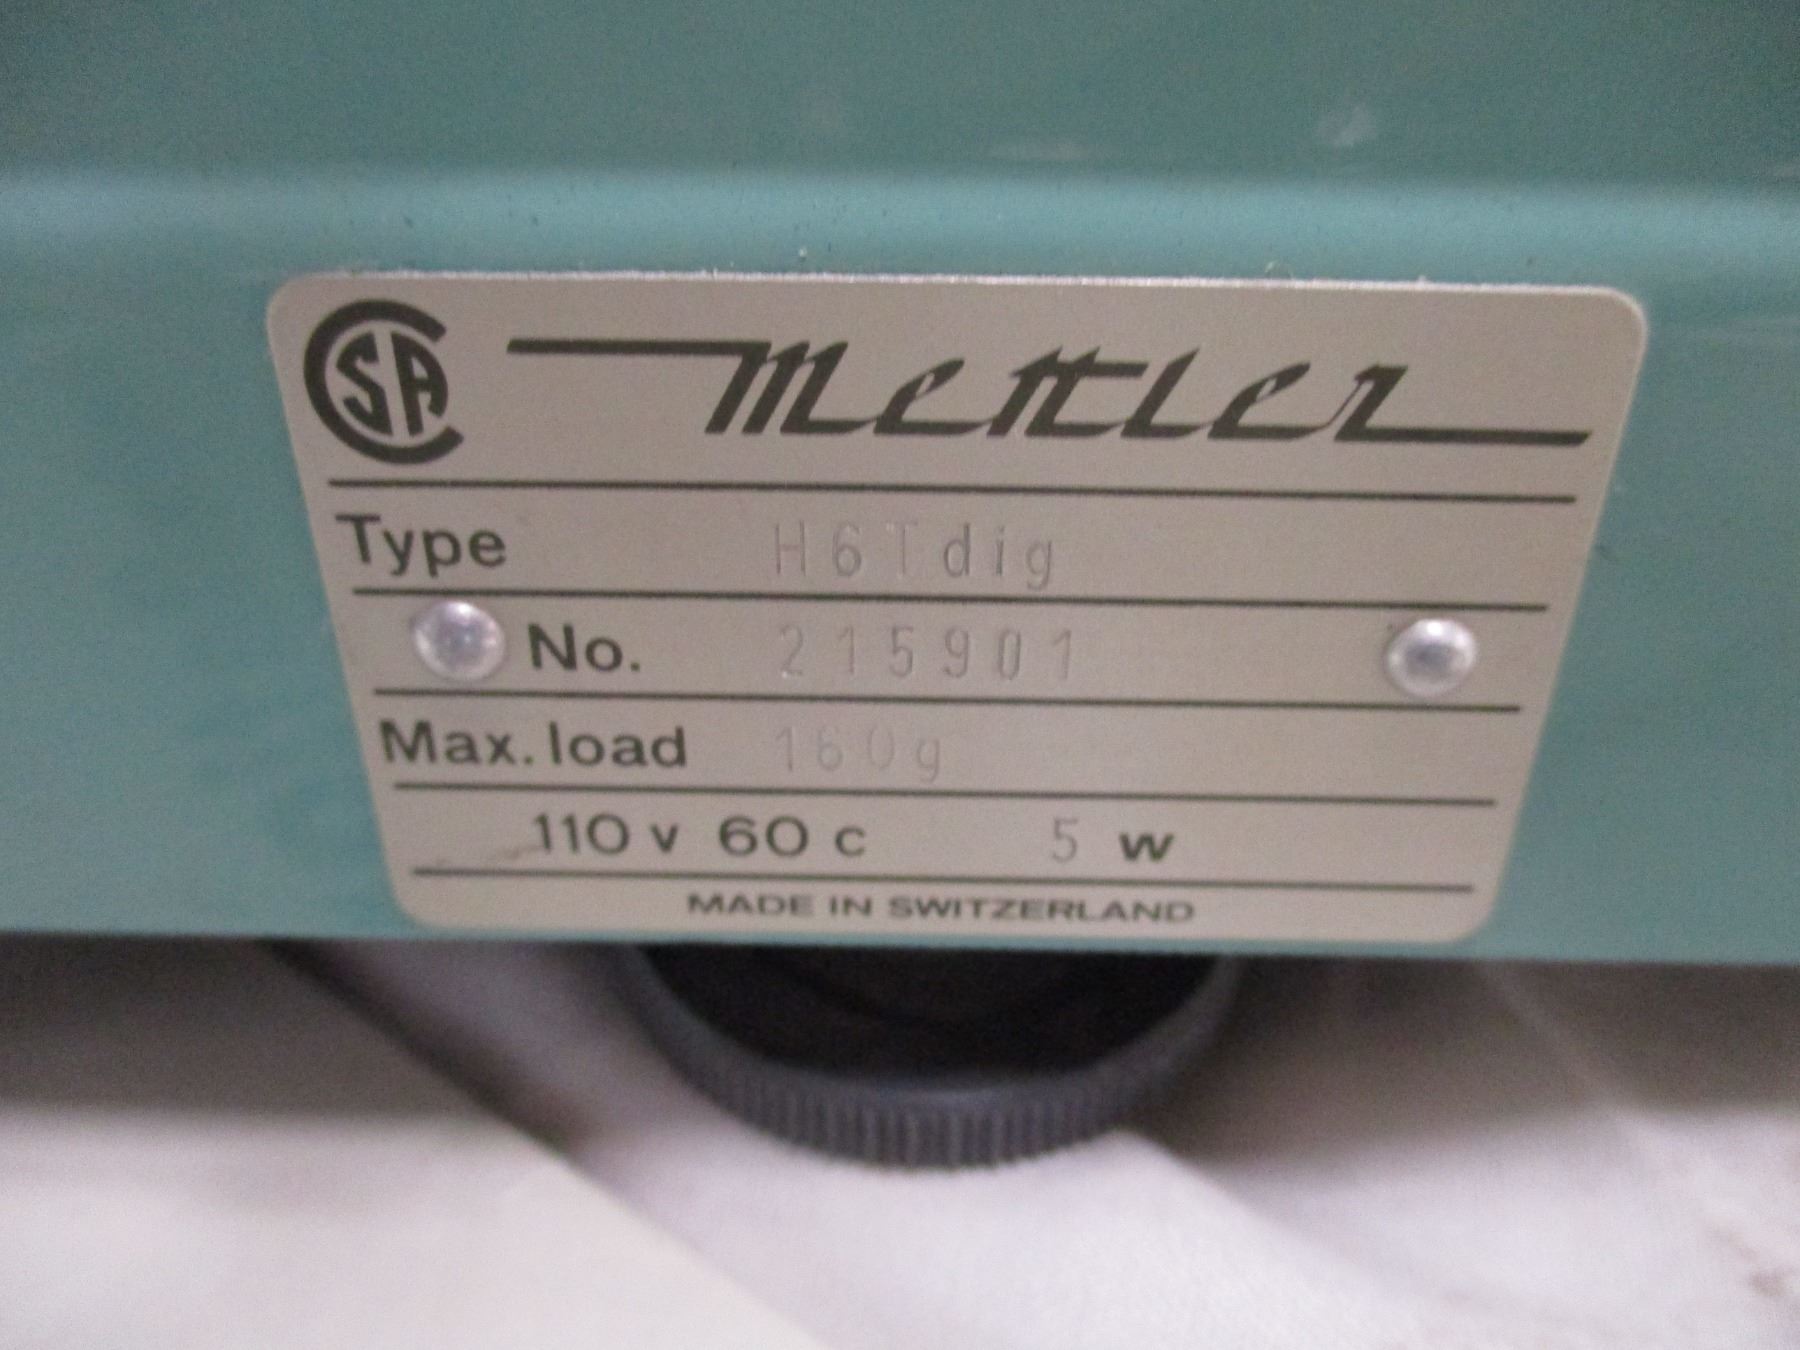 CSA Mettler
Type H6Tdig
No. 215901
Max. load 160g
110 v 60 c 5 w
MADE IN SWITZERLAND